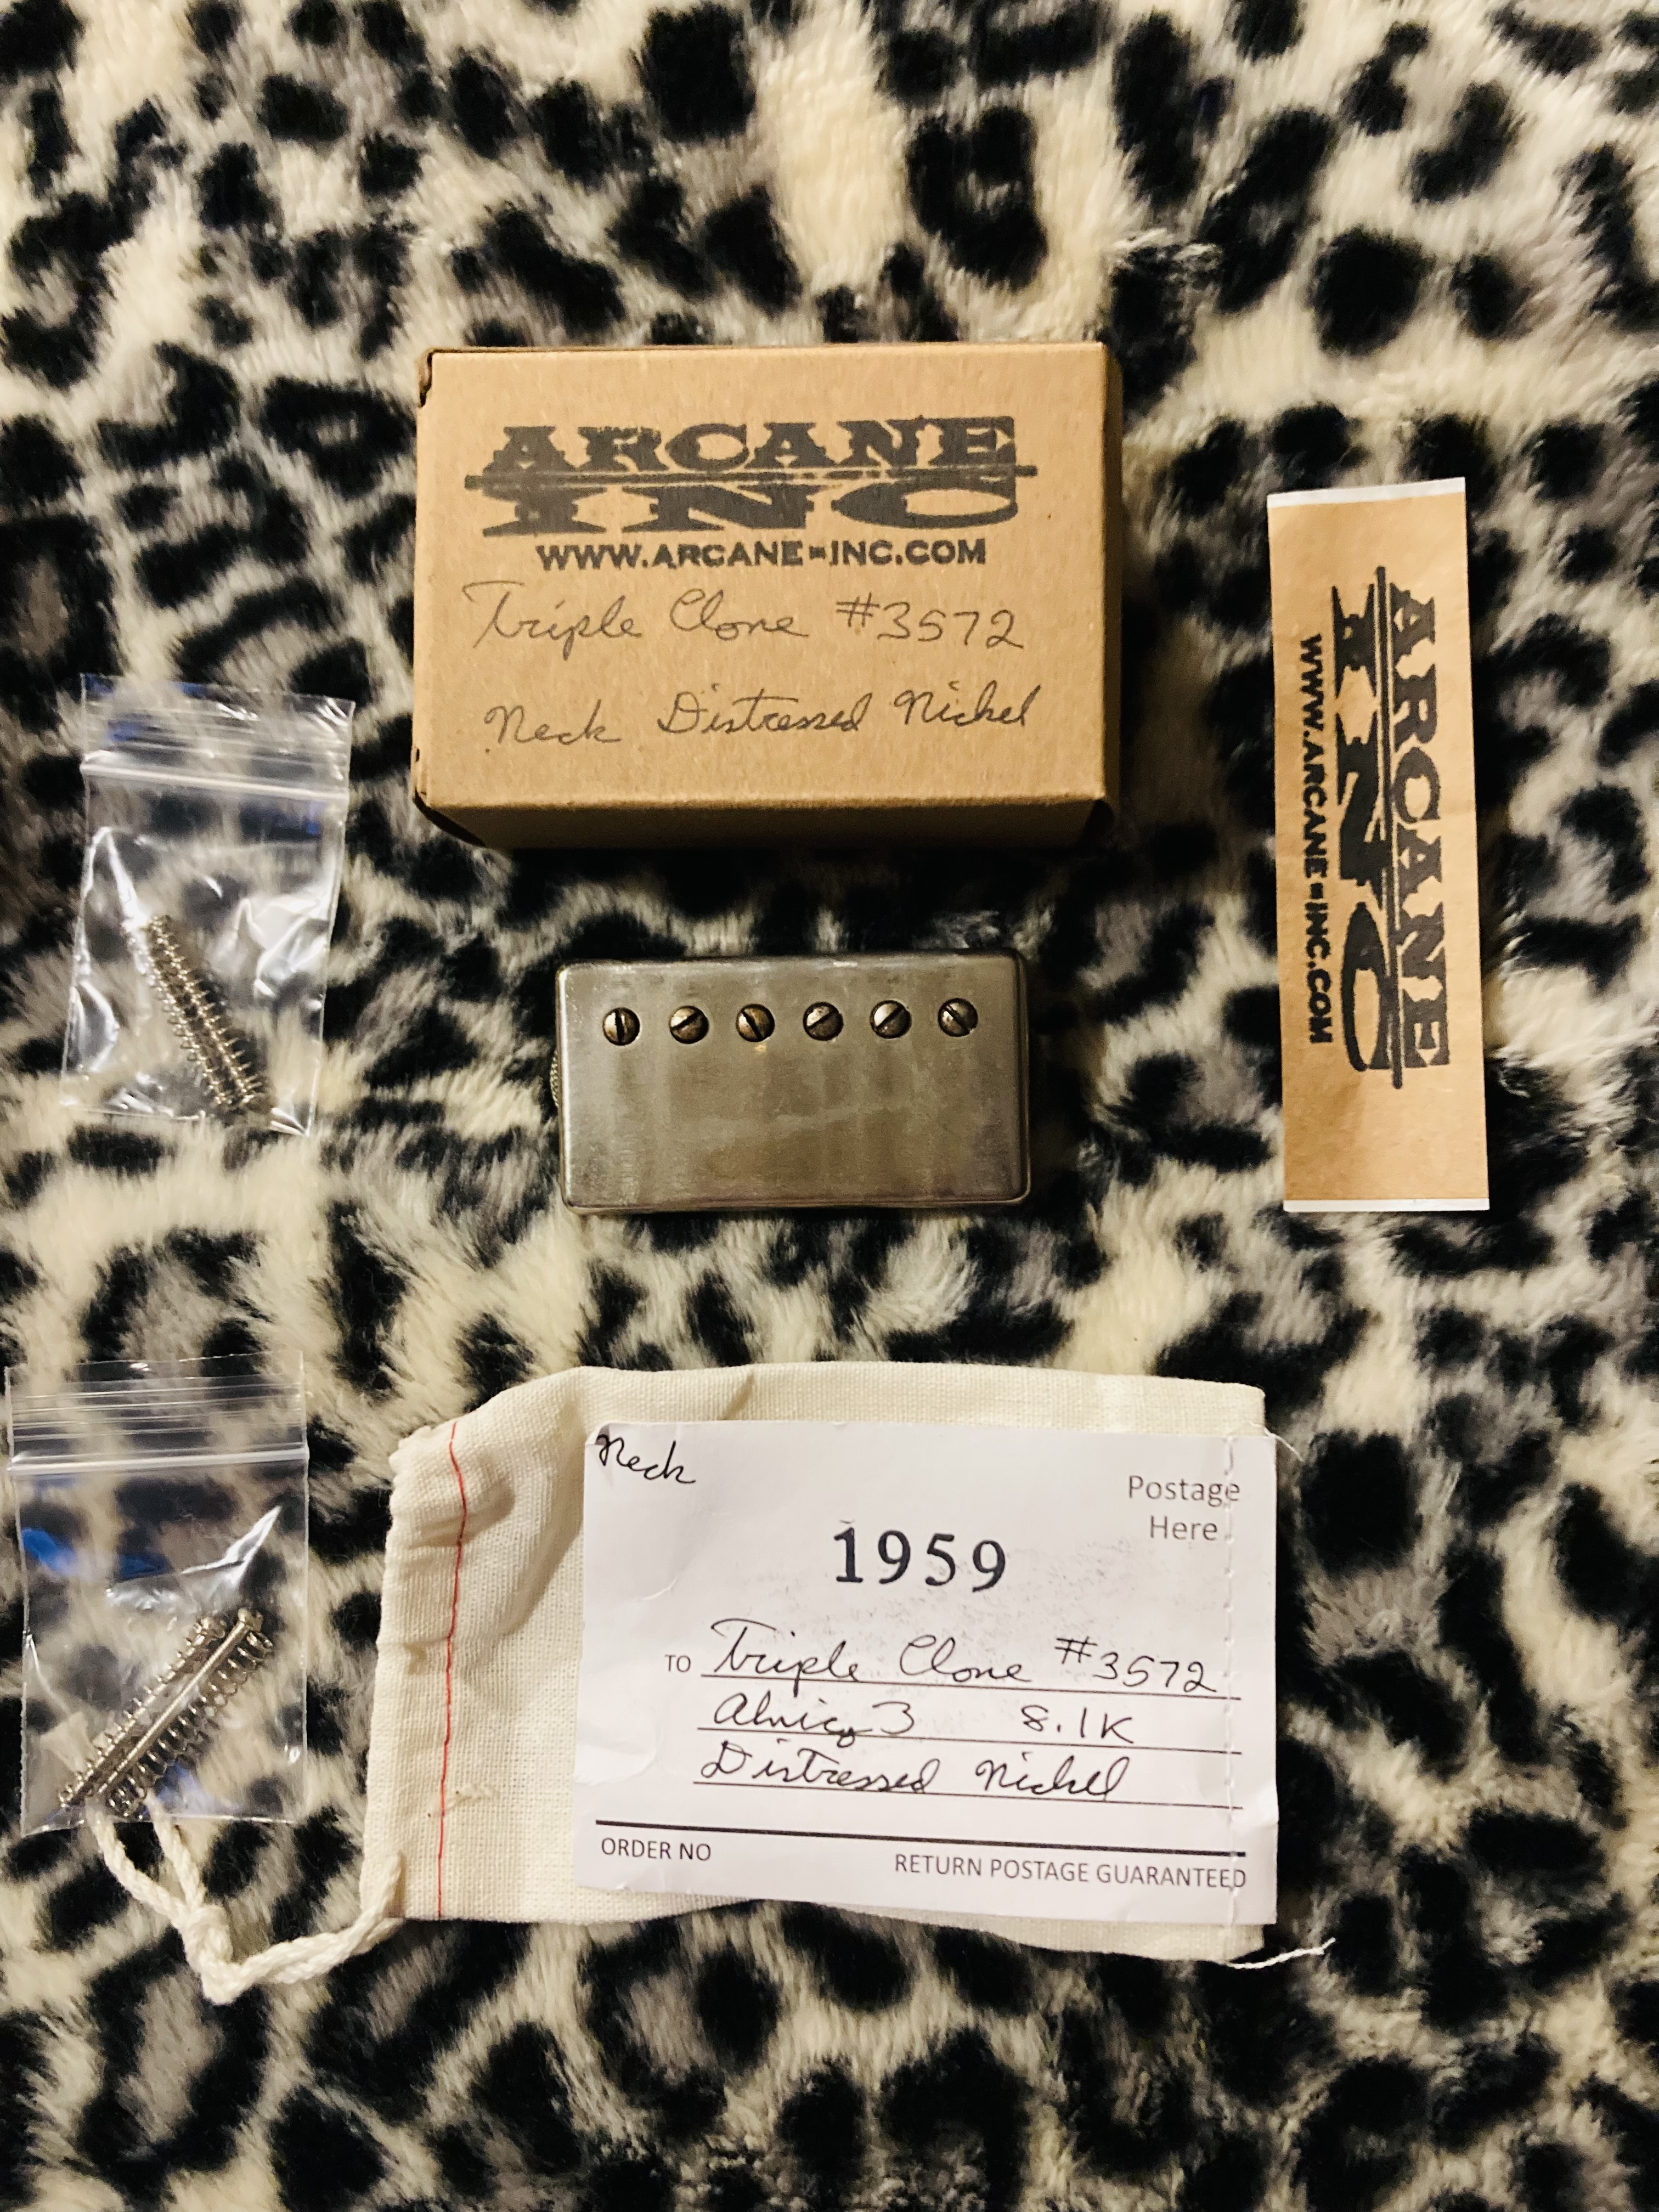 ARCANE
INC
WWW.ARCANE-INC.COM
Triple Clone #3572
Neck Distressed Nickel
ARCANE
INC
WWW.ARCANE-INC.COM
Neck
Postage
Here
1959
TO Triple Clone #3572
Alnico 3 8.1K
Distressed Nickel
ORDER NO
RETURN POSTAGE GUARANTEED